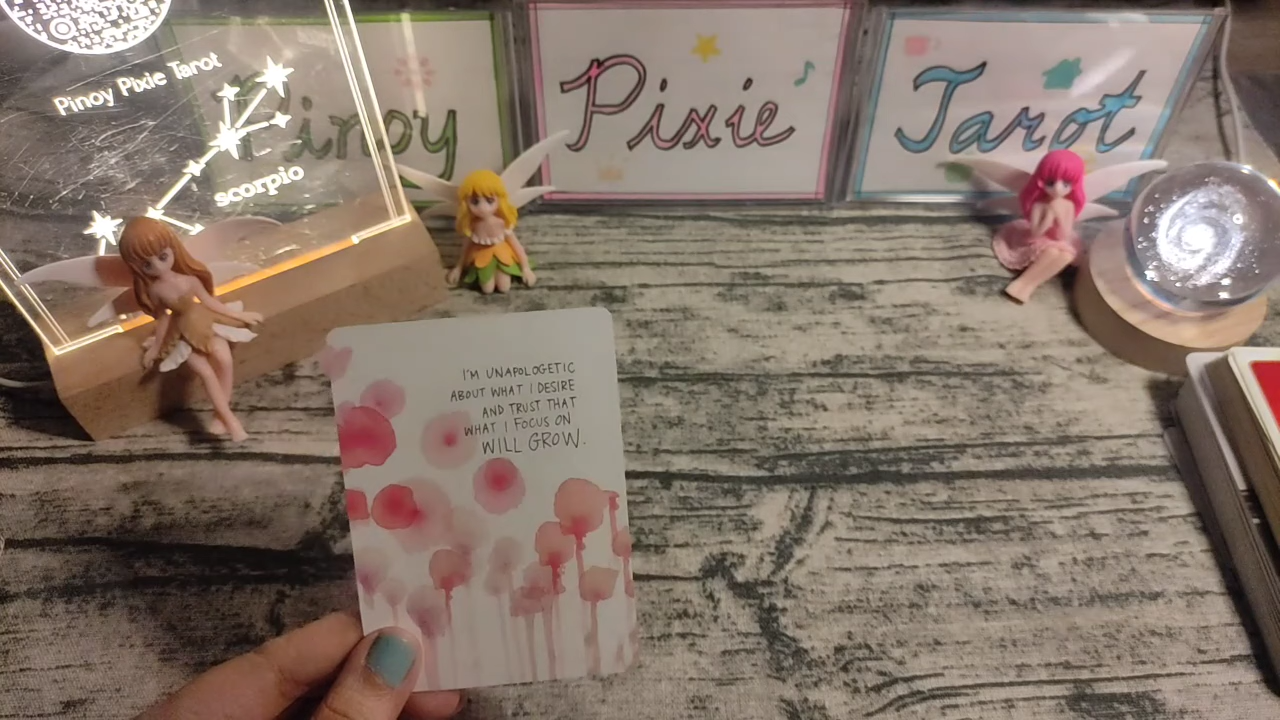 Pinoy Pixie Tarot
scorpio
Pinoy
Pixie
Tarot
I'M UNAPOLOGETIC
ABOUT WHAT I DESIRE
AND TRUST THAT
WHAT I FOCUS ON
WILL GROW.